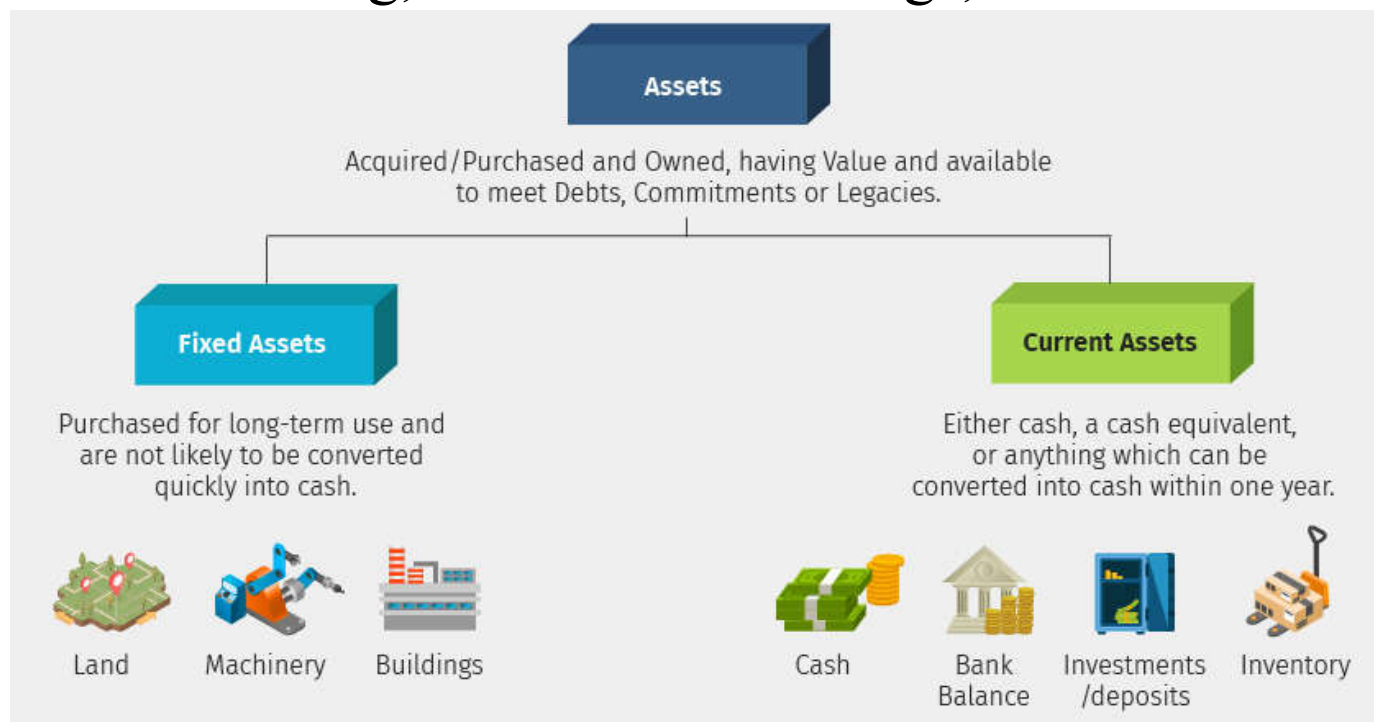 Assets
Acquired/Purchased and Owned, having Value and available
to meet Debts, Commitments or Legacies.
Fixed Assets
Purchased for long-term use and
are not likely to be converted
quickly into cash.
Land
Machinery
Buildings
Current Assets
Either cash, a cash equivalent,
or anything which can be
converted into cash within one year.
Cash
Bank
Balance
Investments
/deposits
Inventory